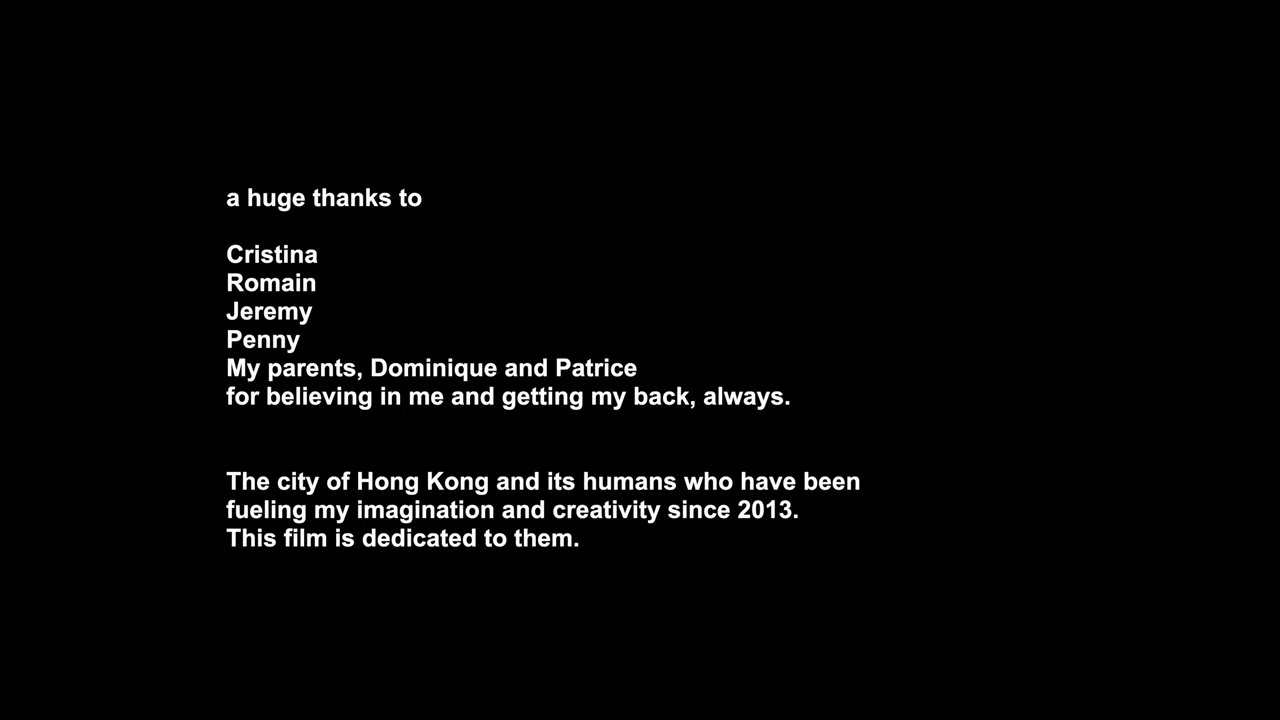 a huge thanks to
Cristina
Romain
Jeremy
Penny
My parents, Dominique and Patrice
for believing in me and getting my back, always.
The city of Hong Kong and its humans who have been
fueling my imagination and creativity since 2013.
This film is dedicated to them.